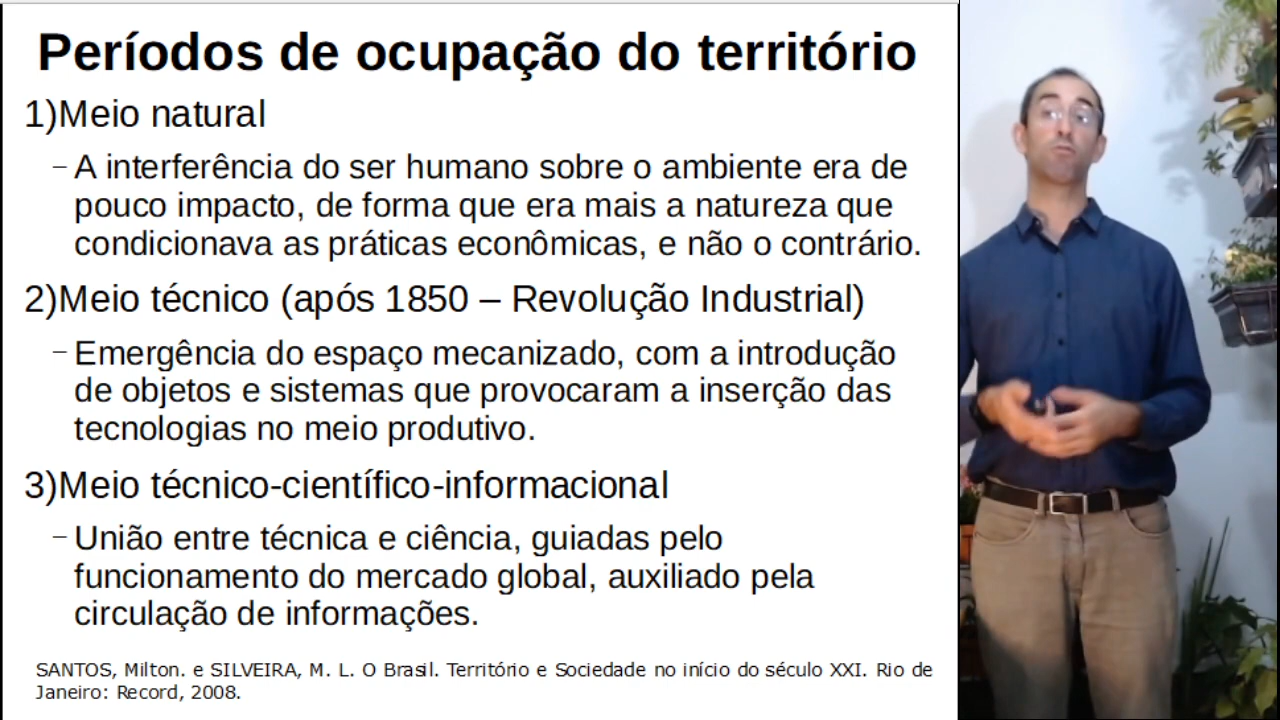 Períodos de ocupação do território
1)Meio natural
– A interferência do ser humano sobre o ambiente era de
pouco impacto, de forma que era mais a natureza que
condicionava as práticas econômicas, e não o contrário.
2)Meio técnico (após 1850 – Revolução Industrial)
– Emergência do espaço mecanizado, com a introdução
de objetos e sistemas que provocaram a inserção das
tecnologias no meio produtivo.
3)Meio técnico-científico-informacional
– União entre técnica e ciência, guiadas pelo
funcionamento do mercado global, auxiliado pela
circulação de informações.
SANTOS, Milton. e SILVEIRA, M. L. O Brasil. Território e Sociedade no início do século XXI. Rio de
Janeiro: Record, 2008.